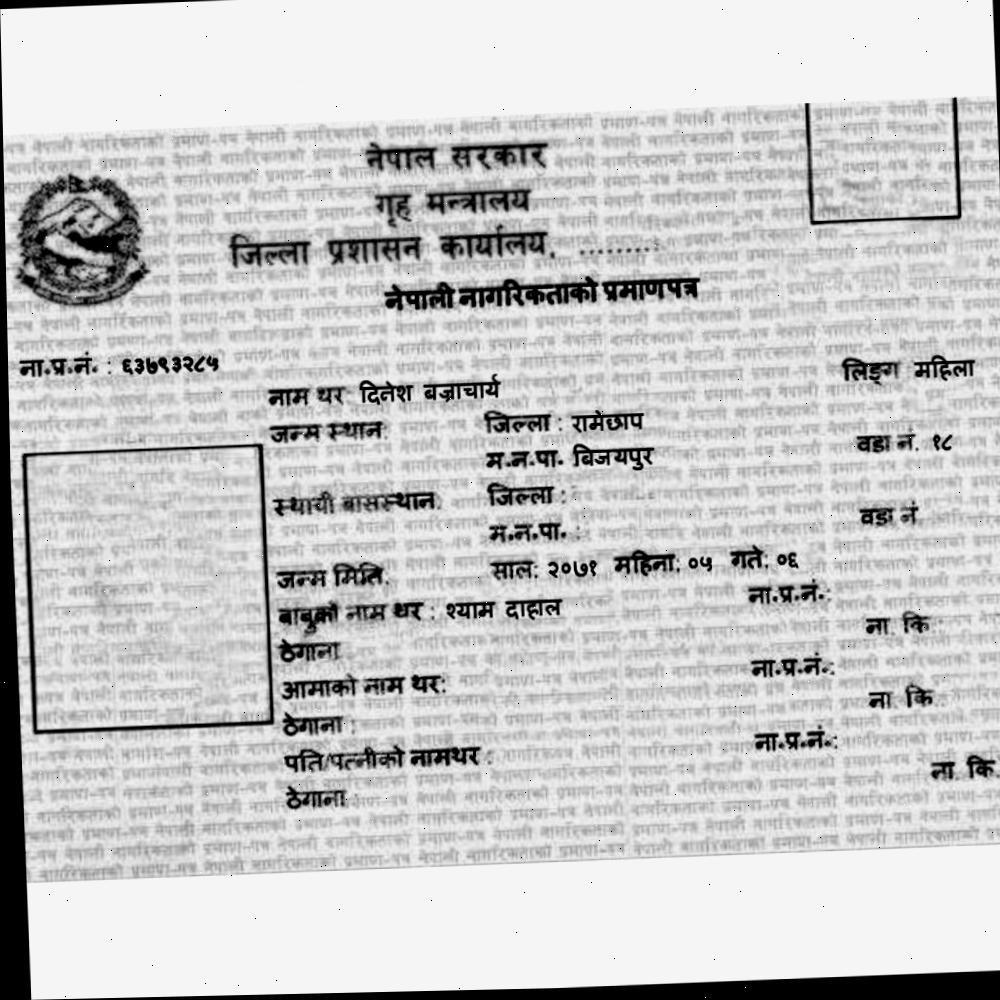 नेपाल सरकार
गृह मन्त्रालय
जिल्ला प्रशासन कार्यालय, ..........
नेपाली नागरिकताको प्रमाणपत्र
ना.प्र.नं. : ६३७९३२८५
लिङ्ग महिला
नाम थर दिनेश बज्राचार्य
जन्म स्थान: जिल्ला : रामेछाप
म.न.पा. बिजयपुर वडा नं. १८
स्थायी बासस्थान: जिल्ला :
म.न.पा. : वडा नं
जन्म मिति: साल: २०७१ महिना: ०५ गते: ०६
बाबुको नाम थर : श्याम दाहाल ना.प्र.नं.:
ठेगाना ना. कि :
आमाको नाम थर: ना.प्र.नं.:
ठेगाना : ना. कि :
पति/पत्नीको नामथर : ना.प्र.नं.:
ठेगाना ना. कि